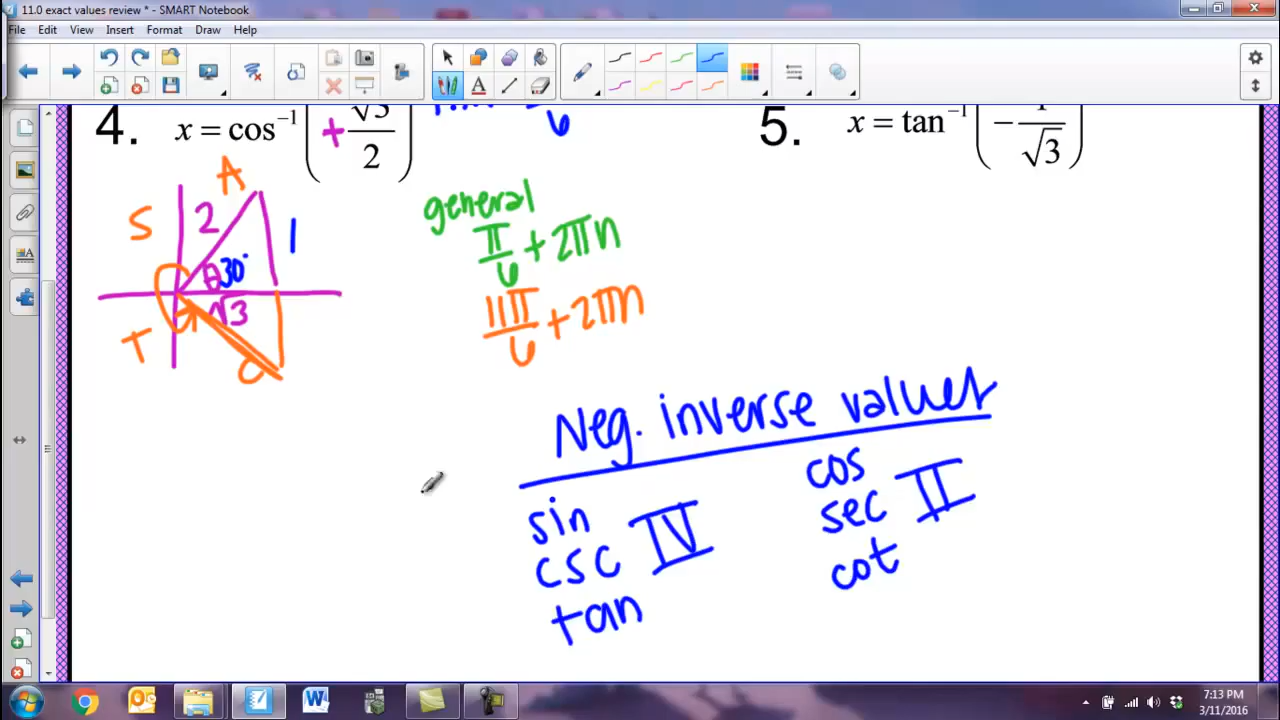 11.0 exact values review * - SMART Notebook
File Edit View Insert Format Draw Help
4. x = cos⁻¹ (+√3/2)
6
5. x = tan⁻¹ (−1/√3)
S A
2 1
θ 30°
√3
T C
general
π/6 + 2πn
11π/6 + 2πn
Neg. inverse values
sin
csc IV
tan
cos
sec II
cot
7:13 PM
3/11/2016